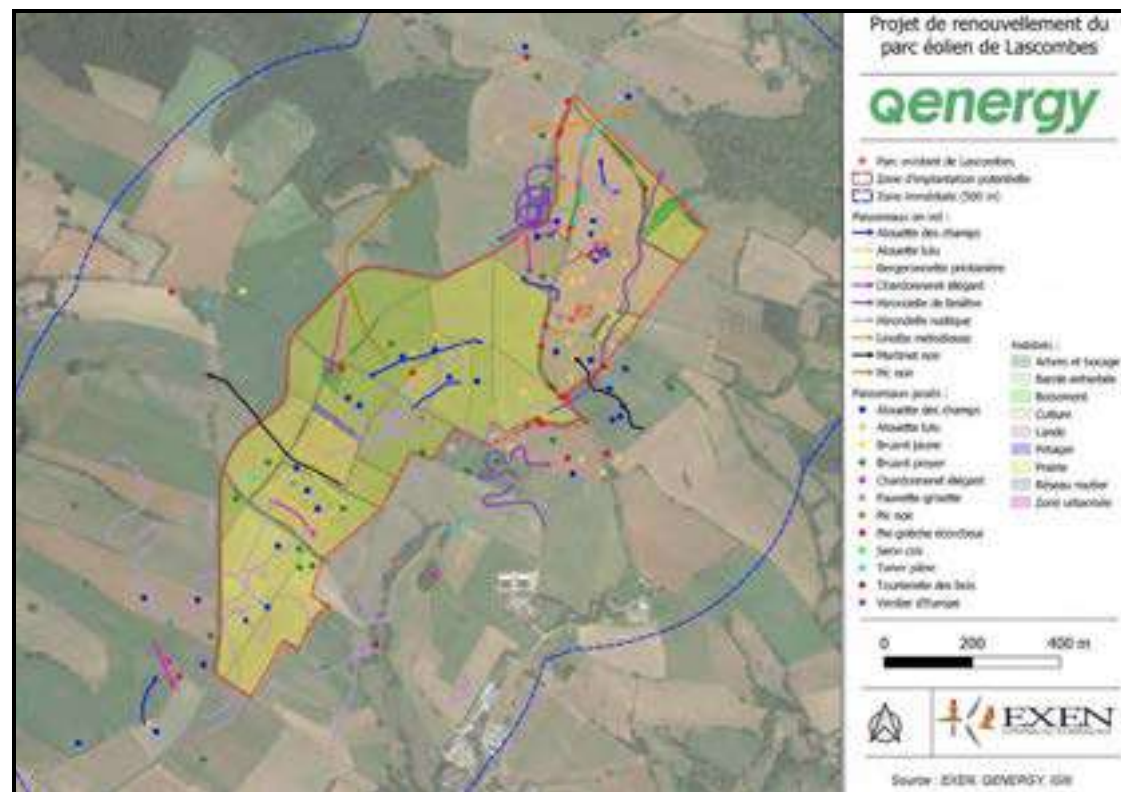 Projet de renouvellement du
parc éolien de Lascombes
Qenergy
Parc existant de Lascombes
Zone d'implantation potentielle
Zone immédiate (500 m)
Passereaux en vol :
Alouette des champs
Alouette lulu
Bergeronnette printanière
Chardonneret élégant
Hirondelle de fenêtre
Hirondelle rustique
Linotte mélodieuse
Martinet noir
Pic noir
Passereaux posés :
Alouette des champs
Alouette lulu
Bruant jaune
Bruant proyer
Chardonneret élégant
Fauvette grisette
Pic noir
Pie-grièche écorcheur
Serin cini
Tarier pâtre
Tourterelle des bois
Verdier d'Europe
Habitats :
Arbres et bocage
Boisement
Culture
Lande
Potager
Prairie
Réseau routier
Zone urbanisée
0 200 400 m
EXEN
Source : EXEN QENERGY IGN